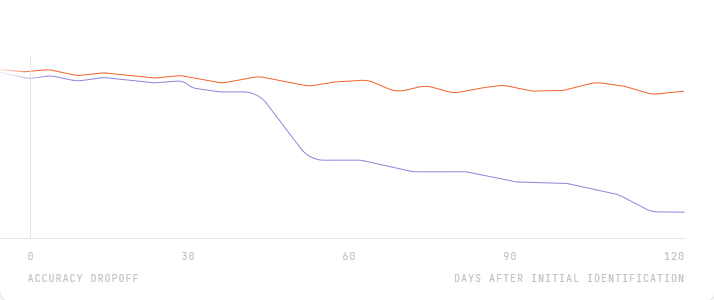 0 30 60 90 120
ACCURACY DROPOFF DAYS AFTER INITIAL IDENTIFICATION